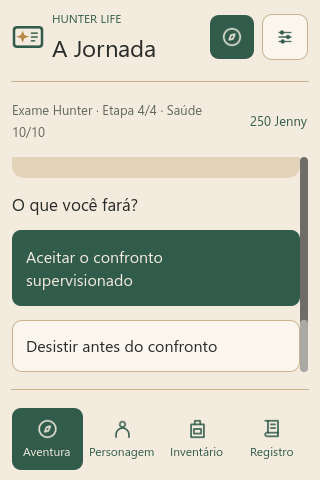 HUNTER LIFE
A Jornada
Exame Hunter · Etapa 4/4 · Saúde
10/10
250 Jenny
O que você fará?
Aceitar o confronto
supervisionado
Desistir antes do confronto
Aventura
Personagem
Inventário
Registro